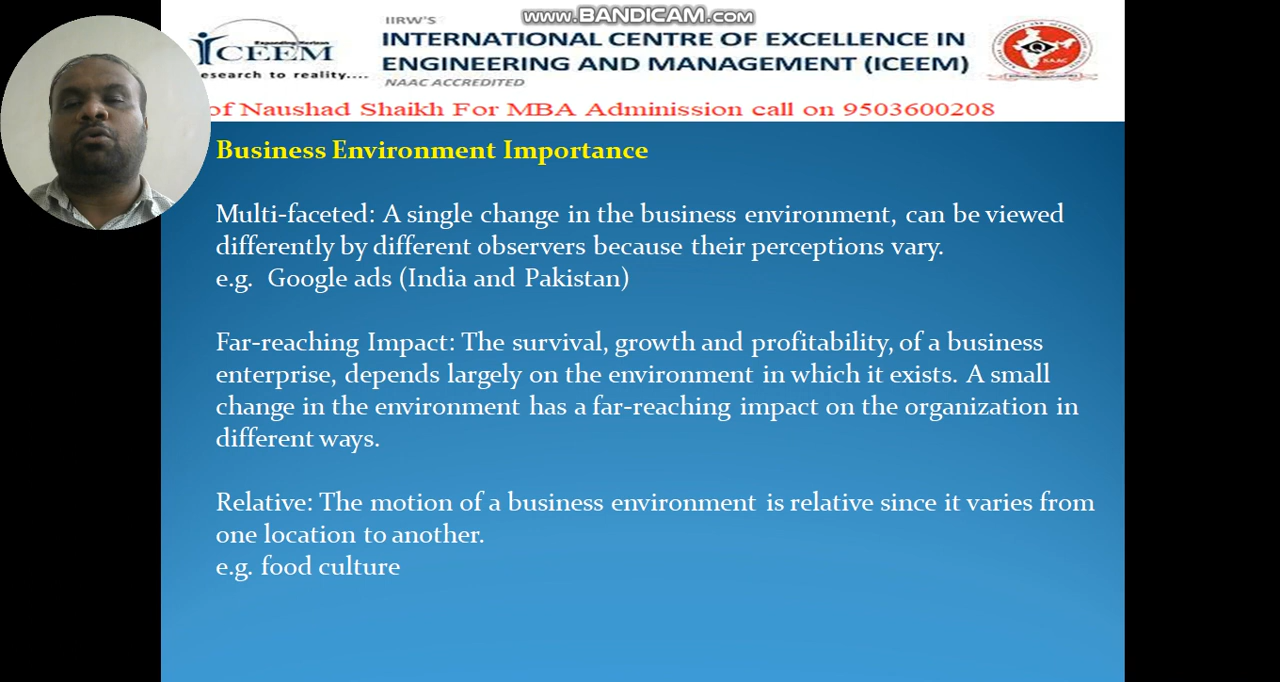 www.BANDICAM.com
IIRW'S
INTERNATIONAL CENTRE OF EXCELLENCE IN
ENGINEERING AND MANAGEMENT (ICEEM)
NAAC ACCREDITED
Expanding Horizon
ICEEM
esearch to reality....
of Naushad Shaikh For MBA Adminission call on 9503600208
Business Environment Importance
Multi-faceted: A single change in the business environment, can be viewed
differently by different observers because their perceptions vary.
e.g. Google ads (India and Pakistan)
Far-reaching Impact: The survival, growth and profitability, of a business
enterprise, depends largely on the environment in which it exists. A small
change in the environment has a far-reaching impact on the organization in
different ways.
Relative: The motion of a business environment is relative since it varies from
one location to another.
e.g. food culture